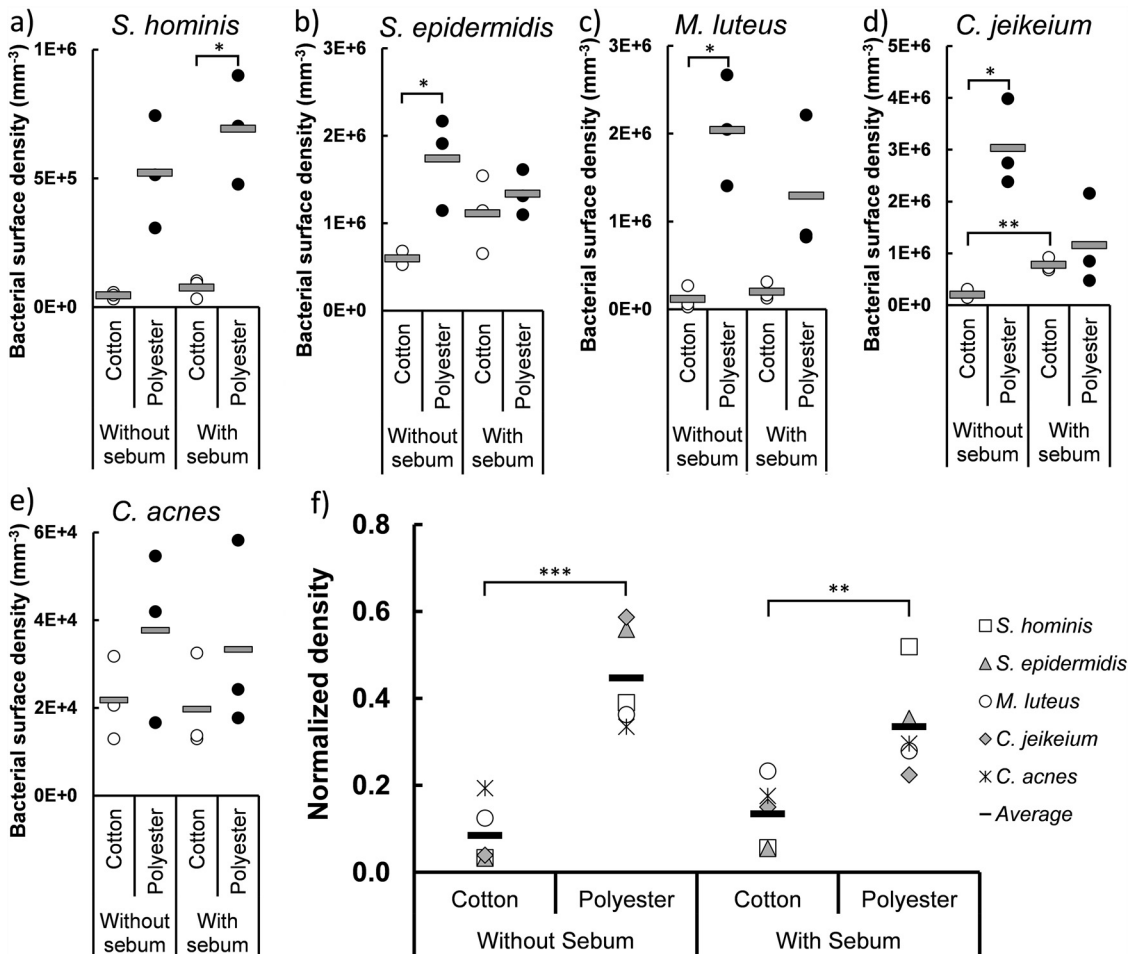 a) S. hominis
Bacterial surface density (mm⁻³)
1E+6
5E+5
0E+0
*
Cotton
Polyester
Cotton
Polyester
Without
sebum
With
sebum
b) S. epidermidis
Bacterial surface density (mm⁻³)
3E+6
2E+6
1E+6
0E+0
*
Cotton
Polyester
Cotton
Polyester
Without
sebum
With
sebum
c) M. luteus
Bacterial surface density (mm⁻³)
3E+6
2E+6
1E+6
0E+0
*
Cotton
Polyester
Cotton
Polyester
Without
sebum
With
sebum
d) C. jeikeium
Bacterial surface density (mm⁻³)
5E+6
4E+6
3E+6
2E+6
1E+6
0E+0
*
**
Cotton
Polyester
Cotton
Polyester
Without
sebum
With
sebum
e) C. acnes
Bacterial surface density (mm⁻³)
6E+4
4E+4
2E+4
0E+0
Cotton
Polyester
Cotton
Polyester
Without
sebum
With
sebum
f)
Normalized density
0.8
0.6
0.4
0.2
0.0
***
**
Cotton
Polyester
Cotton
Polyester
Without Sebum
With Sebum
S. hominis
S. epidermidis
M. luteus
C. jeikeium
C. acnes
Average